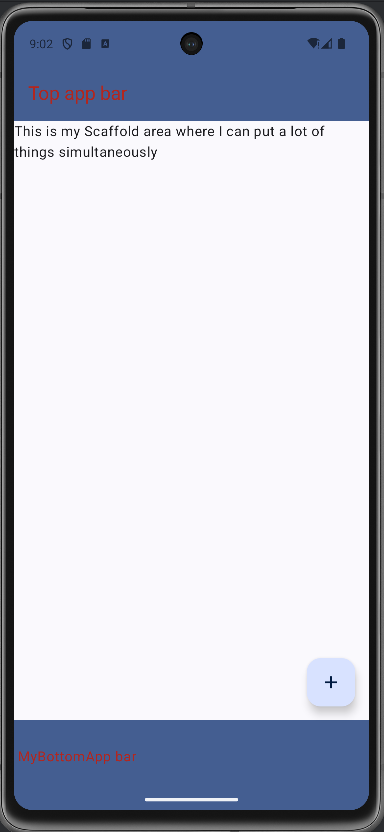 9:02
Top app bar
This is my Scaffold area where I can put a lot of
things simultaneously
+
MyBottomApp bar